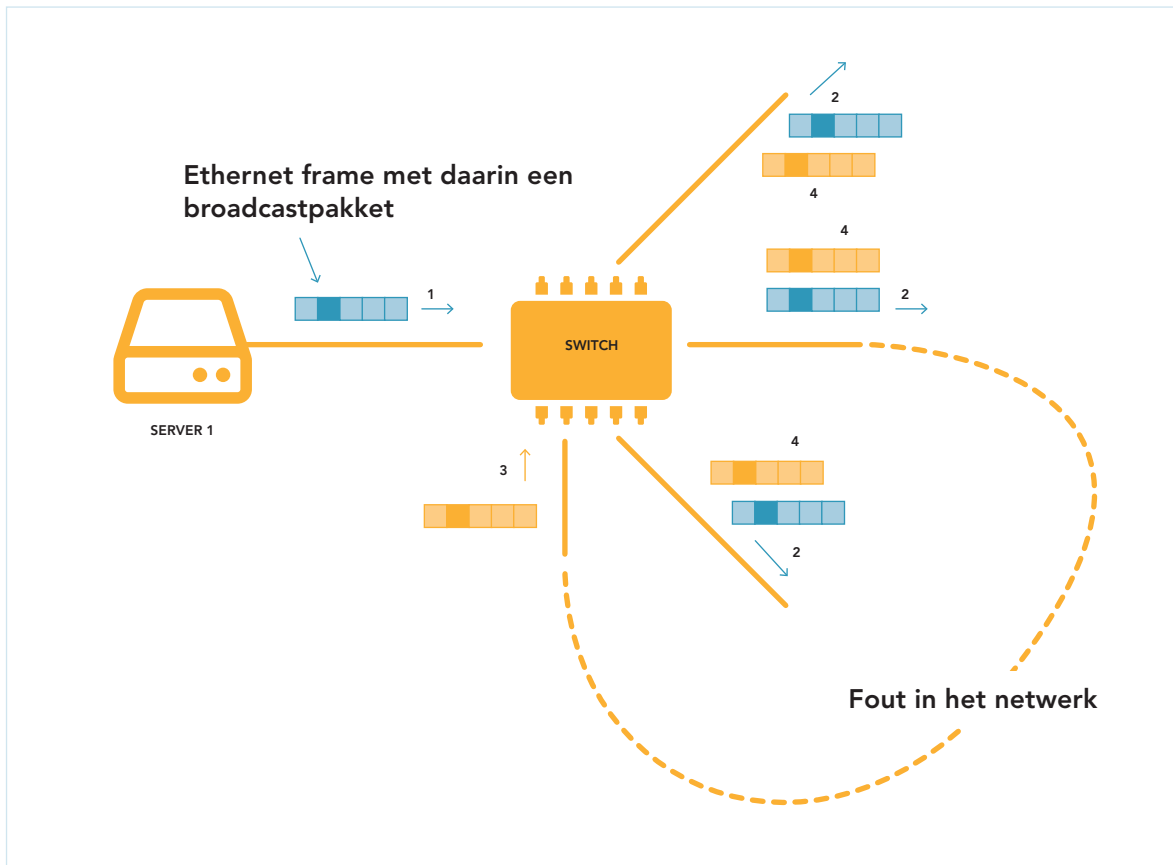 2
4
Ethernet frame met daarin een
broadcastpakket
4
1
2
SWITCH
SERVER 1
3
4
2
Fout in het netwerk